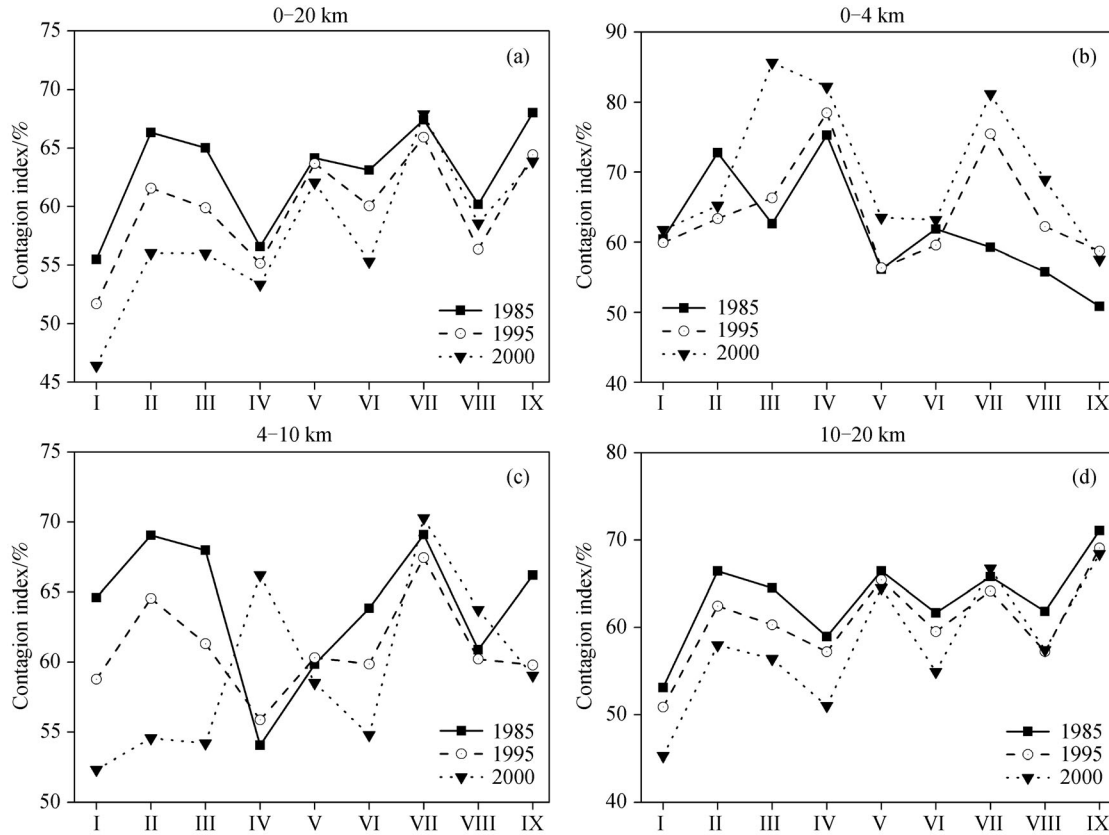 0−20 km
75
70
65
60
55
50
45
Contagion index/%
(a)
1985
1995
2000
I II III IV V VI VII VIII IX
0−4 km
90
80
70
60
50
40
Contagion index/%
(b)
1985
1995
2000
I II III IV V VI VII VIII IX
4−10 km
75
70
65
60
55
50
Contagion index/%
(c)
1985
1995
2000
I II III IV V VI VII VIII IX
10−20 km
80
70
60
50
40
Contagion index/%
(d)
1985
1995
2000
I II III IV V VI VII VIII IX